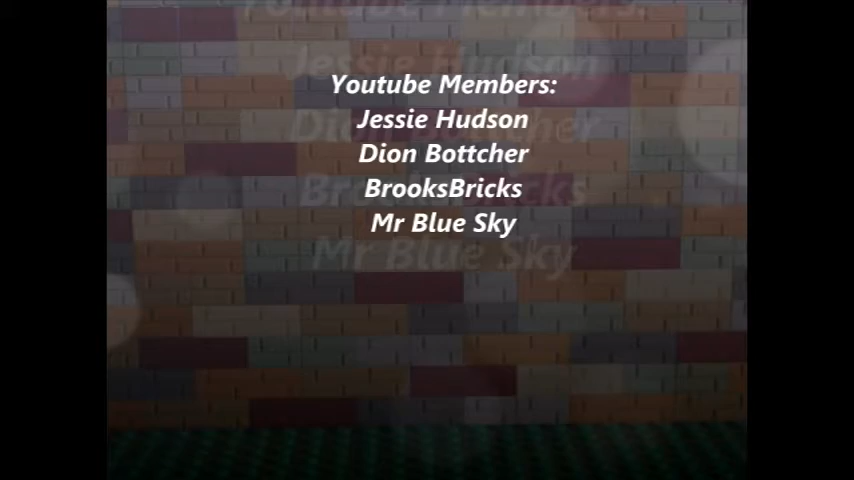 Youtube Members:
Jessie Hudson
Dion Bottcher
BrooksBricks
Mr Blue Sky